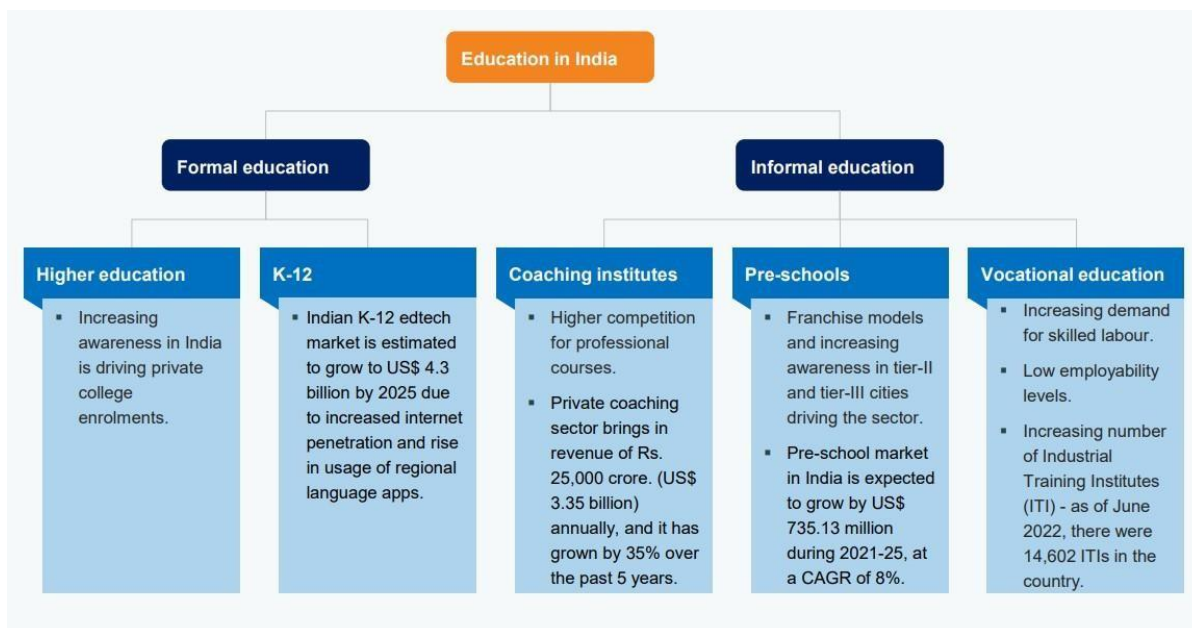 Education in India
Formal education
Informal education
Higher education
▪ Increasing
awareness in India
is driving private
college
enrolments.
K-12
▪ Indian K-12 edtech
market is estimated
to grow to US$ 4.3
billion by 2025 due
to increased internet
penetration and rise
in usage of regional
language apps.
Coaching institutes
▪ Higher competition
for professional
courses.
▪ Private coaching
sector brings in
revenue of Rs.
25,000 crore. (US$
3.35 billion)
annually, and it has
grown by 35% over
the past 5 years.
Pre-schools
▪ Franchise models
and increasing
awareness in tier-II
and tier-III cities
driving the sector.
▪ Pre-school market
in India is expected
to grow by US$
735.13 million
during 2021-25, at
a CAGR of 8%.
Vocational education
▪ Increasing demand
for skilled labour.
▪ Low employability
levels.
▪ Increasing number
of Industrial
Training Institutes
(ITI) - as of June
2022, there were
14,602 ITIs in the
country.